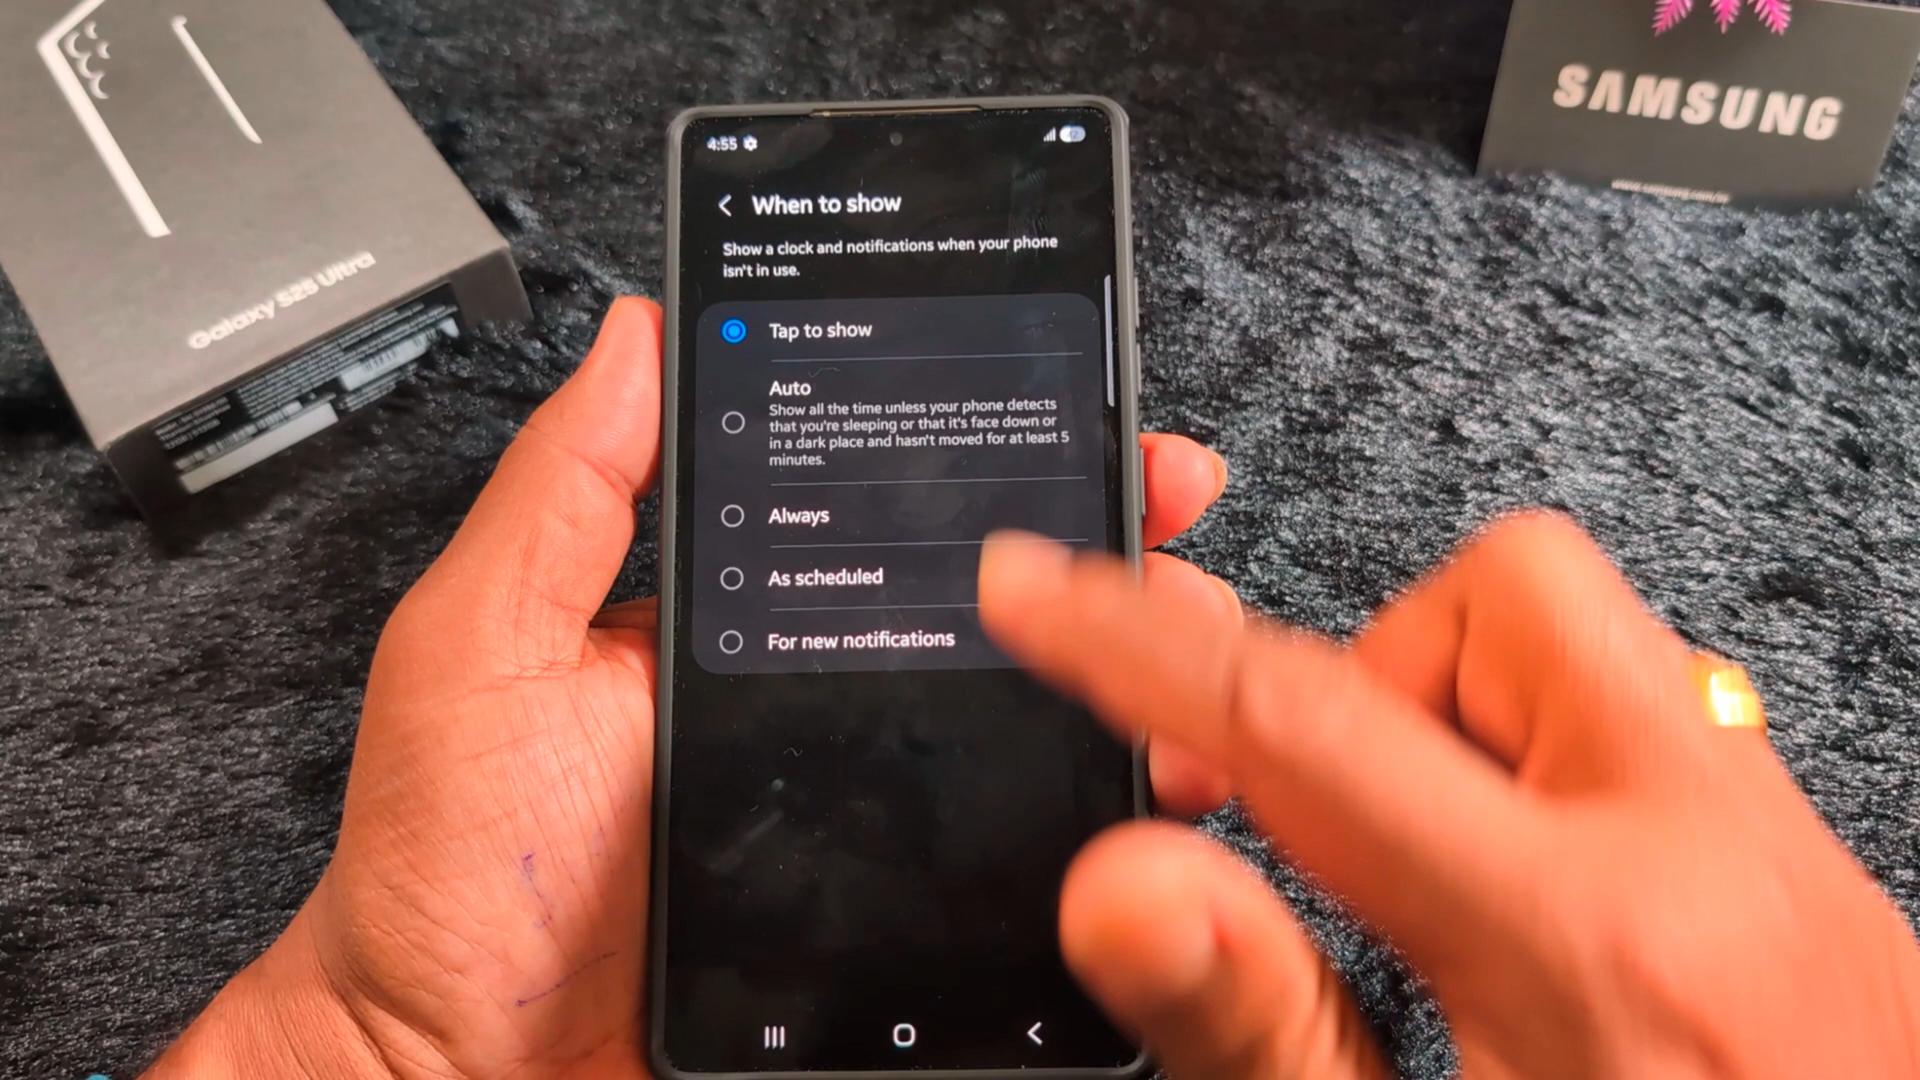 Galaxy S25 Ultra
SAMSUNG
4:55
When to show
Show a clock and notifications when your phone
isn't in use.
Tap to show
Auto
Show all the time unless your phone detects
that you're sleeping or that it's face down or
in a dark place and hasn't moved for at least 5
minutes.
Always
As scheduled
For new notifications